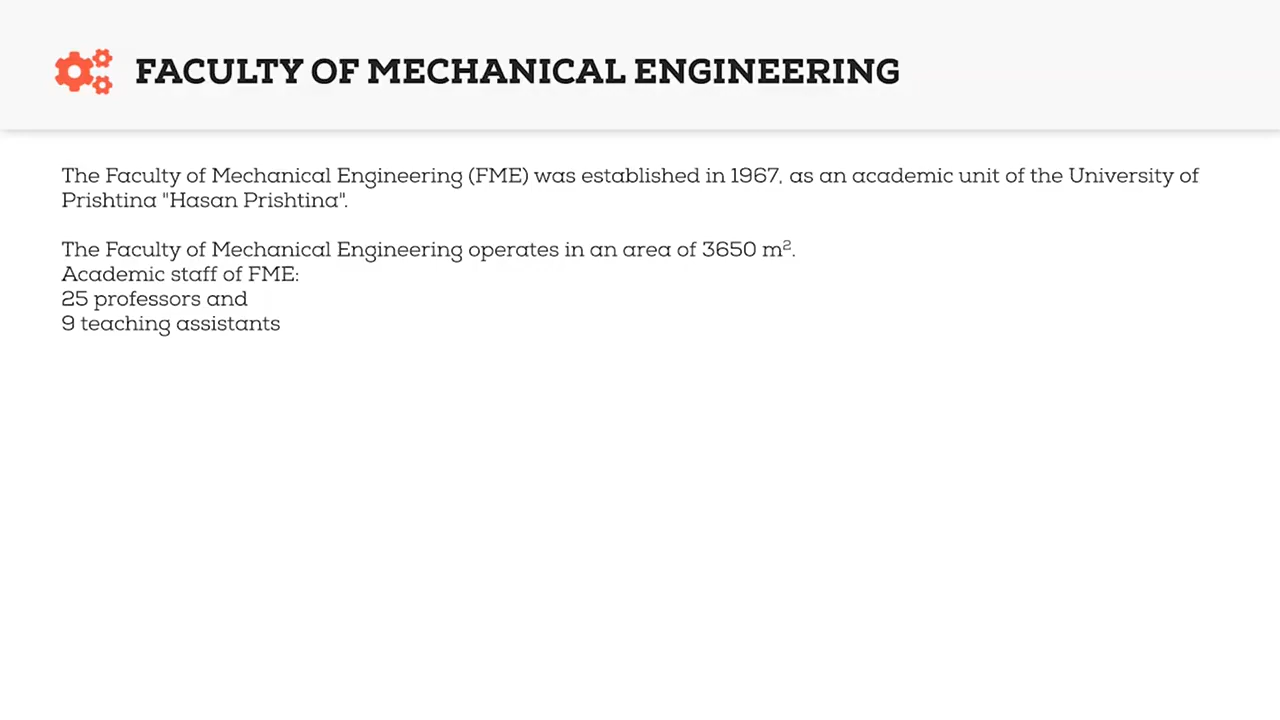 FACULTY OF MECHANICAL ENGINEERING
The Faculty of Mechanical Engineering (FME) was established in 1967, as an academic unit of the University of
Prishtina "Hasan Prishtina".
The Faculty of Mechanical Engineering operates in an area of 3650 m².
Academic staff of FME:
25 professors and
9 teaching assistants